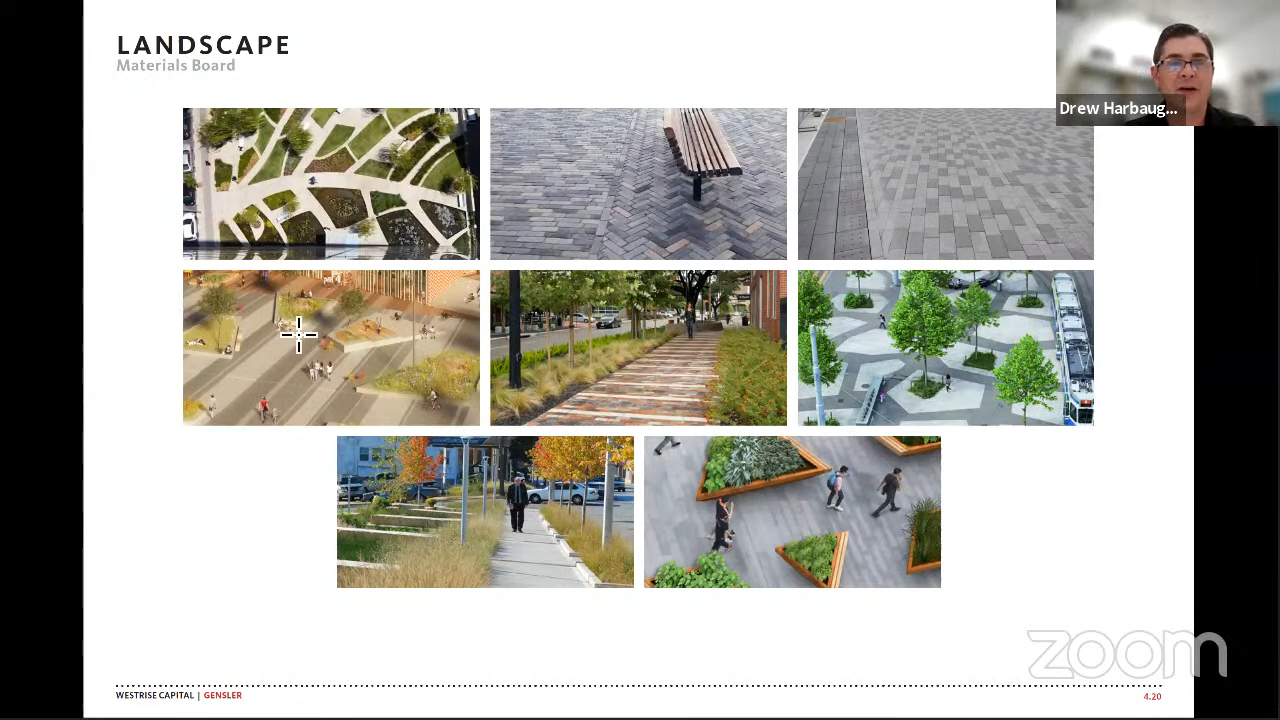 LANDSCAPE
Materials Board
Drew Harbaug...
zoom
WESTRISE CAPITAL | GENSLER
4.20